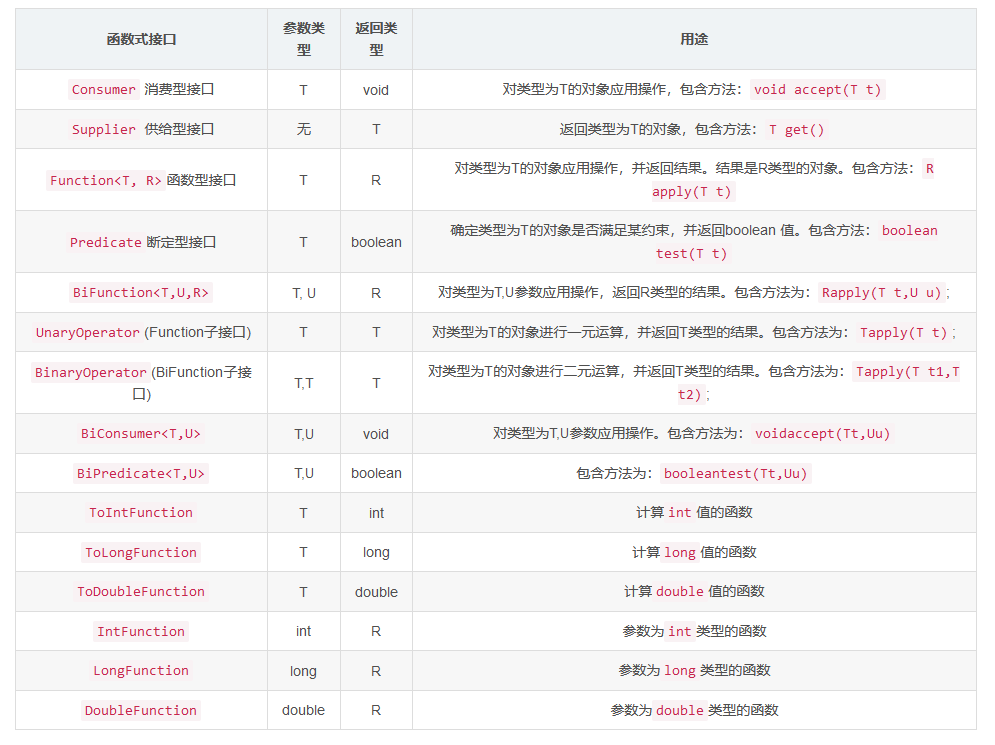 函数式接口 参数类 返回类 用途
型 型
Consumer 消费型接口 T void 对类型为T的对象应用操作，包含方法： void accept(T t)
Supplier 供给型接口 无 T 返回类型为T的对象，包含方法： T get()
Function<T, R> 函数型接口 T R 对类型为T的对象应用操作，并返回结果。结果是R类型的对象。包含方法： R
apply(T t)
Predicate 断定型接口 T boolean 确定类型为T的对象是否满足某约束，并返回boolean 值。包含方法： boolean
test(T t)
BiFunction<T,U,R> T, U R 对类型为T,U参数应用操作，返回R类型的结果。包含方法为： Rapply(T t,U u) ;
UnaryOperator (Function子接口) T T 对类型为T的对象进行一元运算，并返回T类型的结果。包含方法为： Tapply(T t) ;
BinaryOperator (BiFunction子接 T,T T 对类型为T的对象进行二元运算，并返回T类型的结果。包含方法为： Tapply(T t1,T
口) t2) ;
BiConsumer<T,U> T,U void 对类型为T,U参数应用操作。包含方法为： voidaccept(Tt,Uu)
BiPredicate<T,U> T,U boolean 包含方法为： booleantest(Tt,Uu)
ToIntFunction T int 计算 int 值的函数
ToLongFunction T long 计算 long 值的函数
ToDoubleFunction T double 计算 double 值的函数
IntFunction int R 参数为 int 类型的函数
LongFunction long R 参数为 long 类型的函数
DoubleFunction double R 参数为 double 类型的函数